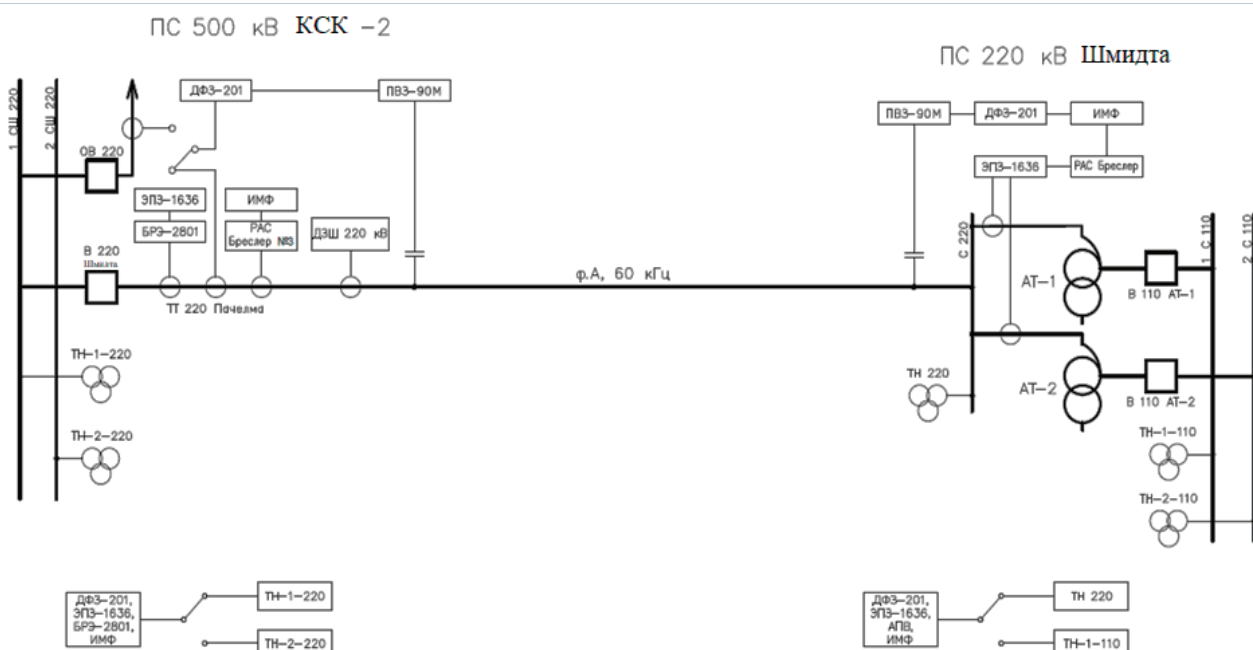 ПС 500 кВ КСК -2
ПС 220 кВ Шмидта
1 СШ 220
2 СШ 220
ОВ 220
ДФЗ-201
ПВЗ-90М
ЭПЗ-1636
БРЭ-2801
ИМФ
РАС
Бреслер №3
ДЗШ 220 кВ
В 220
Шмидта
ТТ 220 Пачелма
ф.А, 60 кГц
ТН-1-220
ТН-2-220
ПВЗ-90М
ДФЗ-201
ИМФ
ЭПЗ-1636
РАС Бреслер
С 220
АТ-1
В 110 АТ-1
1 С 110
2 С 110
АТ-2
В 110 АТ-2
ТН 220
ТН-1-110
ТН-2-110
ДФЗ-201,
ЭПЗ-1636,
БРЭ-2801,
ИМФ
ТН-1-220
ТН-2-220
ДФЗ-201,
ЭПЗ-1636,
АПВ,
ИМФ
ТН 220
ТН-1-110